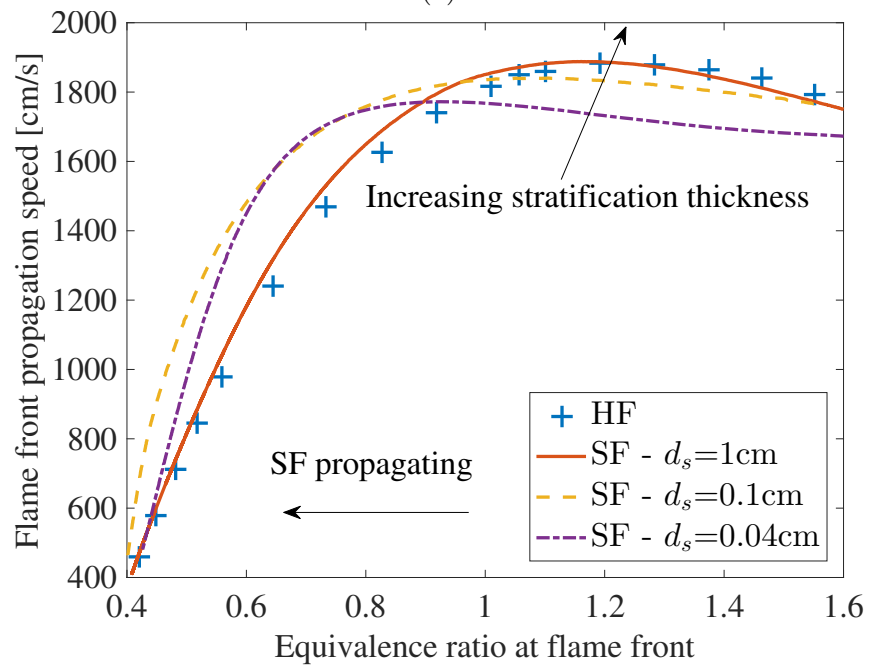 2000
1800
1600
1400
1200
1000
800
600
400
Flame front propagation speed [cm/s]
Increasing stratification thickness
SF propagating
HF
SF - d_s=1cm
SF - d_s=0.1cm
SF - d_s=0.04cm
0.4 0.6 0.8 1 1.2 1.4 1.6
Equivalence ratio at flame front